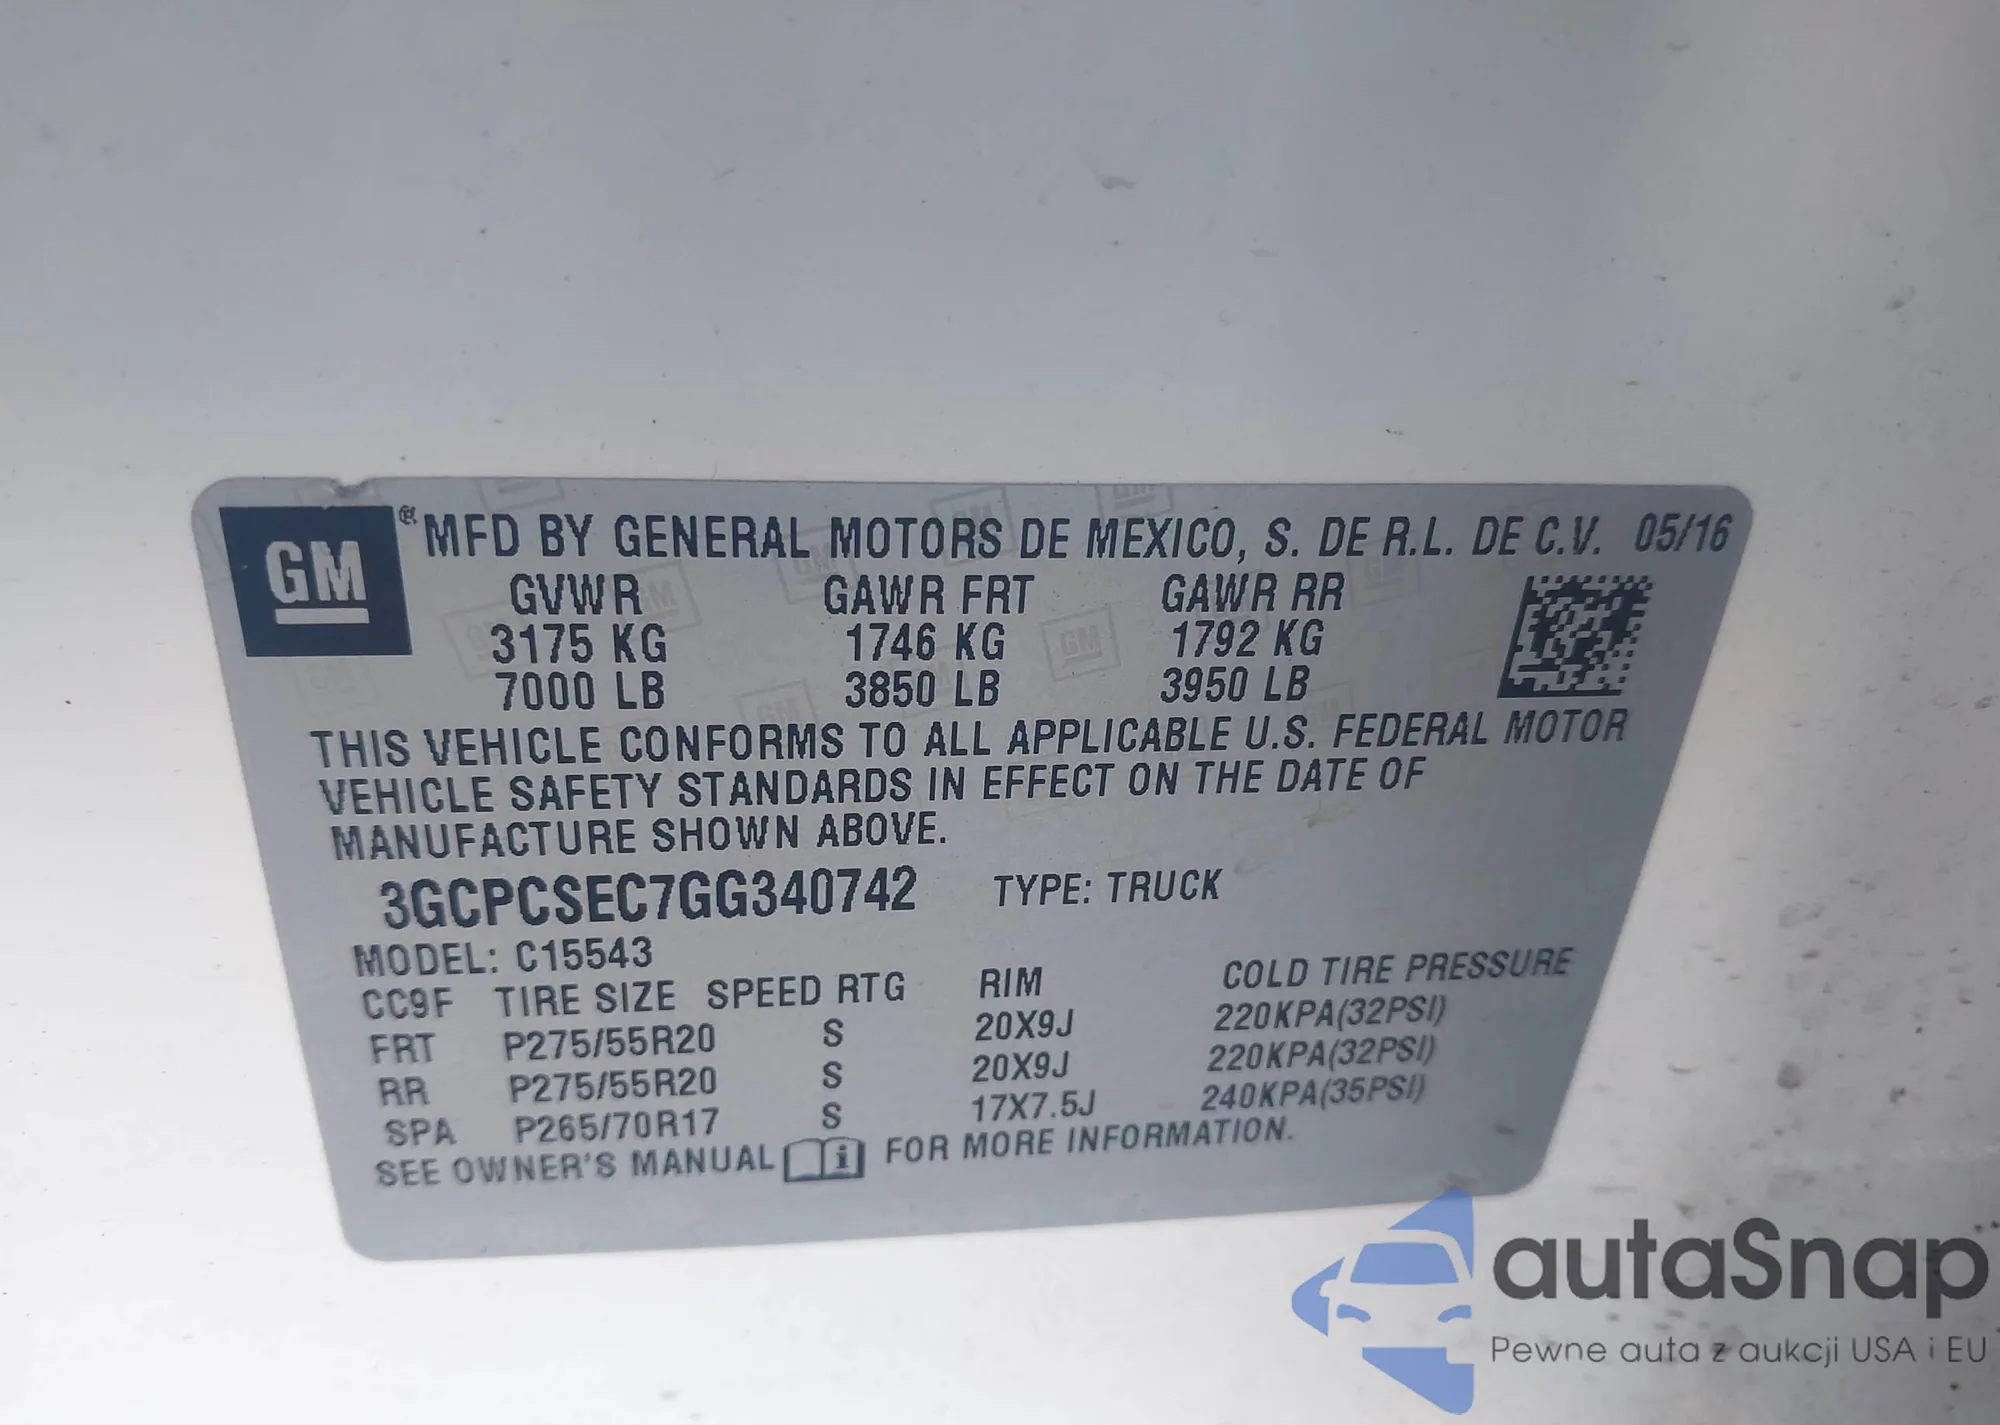 GM
® MFD BY GENERAL MOTORS DE MEXICO, S. DE R.L. DE C.V. 05/16
GVWR GAWR FRT GAWR RR
3175 KG 1746 KG 1792 KG
7000 LB 3850 LB 3950 LB
THIS VEHICLE CONFORMS TO ALL APPLICABLE U.S. FEDERAL MOTOR
VEHICLE SAFETY STANDARDS IN EFFECT ON THE DATE OF
MANUFACTURE SHOWN ABOVE.
3GCPCSEC7GG340742 TYPE: TRUCK
MODEL: C15543
CC9F TIRE SIZE SPEED RTG RIM COLD TIRE PRESSURE
FRT P275/55R20 S 20X9J 220KPA(32PSI)
RR P275/55R20 S 20X9J 220KPA(32PSI)
SPA P265/70R17 S 17X7.5J 240KPA(35PSI)
SEE OWNER'S MANUAL i FOR MORE INFORMATION.
autaSnap
Pewne auta z aukcji USA i EU